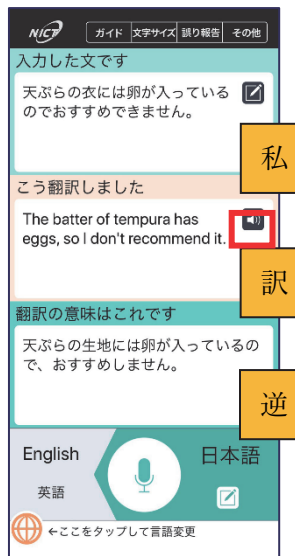 NICT
ガイド 文字サイズ 誤り報告 その他
入力した文です
天ぷらの衣には卵が入っている
のでおすすめできません。
私
こう翻訳しました
The batter of tempura has
eggs, so I don't recommend it.
訳
翻訳の意味はこれです
天ぷらの生地には卵が入っているの
で、おすすめしません。
逆
English
日本語
英語
←ここをタップして言語変更